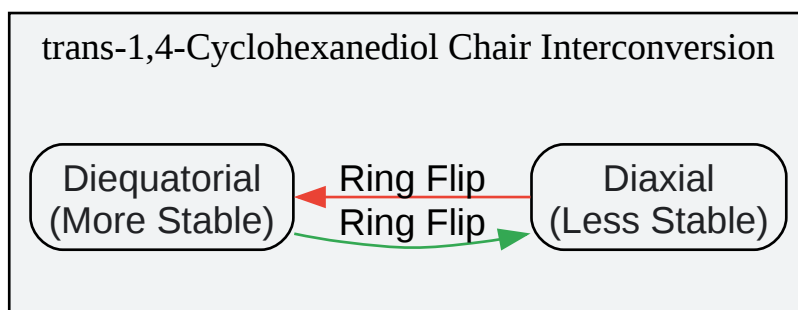 trans-1,4-Cyclohexanediol Chair Interconversion
Diequatorial
(More Stable)
Ring Flip
Ring Flip
Diaxial
(Less Stable)